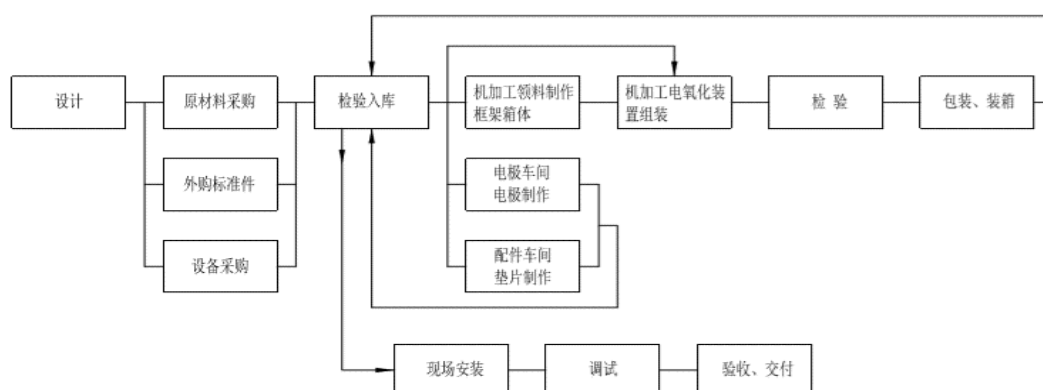 设计
原材料采购
检验入库
机加工领料制作
框架箱体
机加工电氧化装
置组装
检 验
包装、装箱
外购标准件
电极车间
电极制作
设备采购
配件车间
垫片制作
现场安装
调试
验收、交付